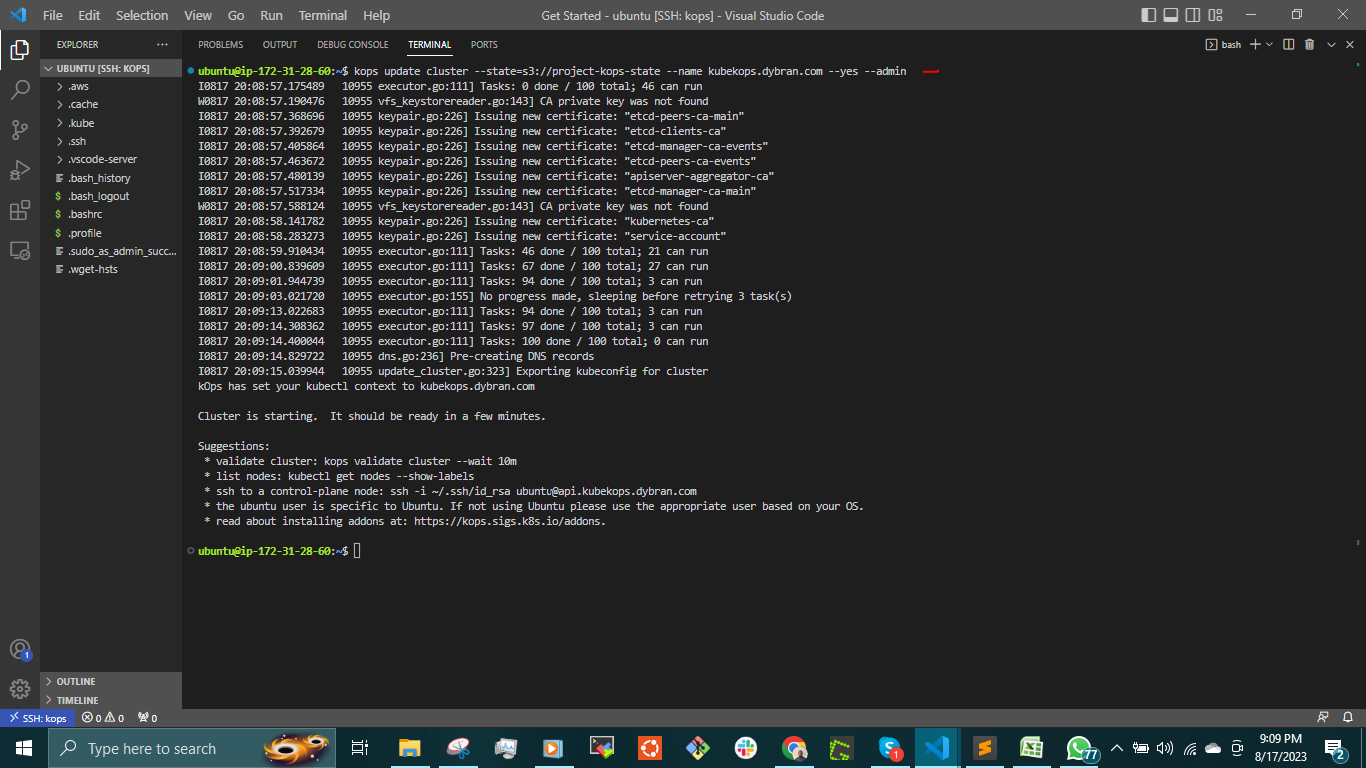 File Edit Selection View Go Run Terminal Help
Get Started - ubuntu [SSH: kops] - Visual Studio Code
EXPLORER
UBUNTU [SSH: KOPS]
.aws
.cache
.kube
.ssh
.vscode-server
.bash_history
$ .bash_logout
$ .bashrc
$ .profile
.sudo_as_admin_succ...
.wget-hsts
OUTLINE
TIMELINE
PROBLEMS OUTPUT DEBUG CONSOLE TERMINAL PORTS
bash
ubuntu@ip-172-31-28-60:~$ kops update cluster --state=s3://project-kops-state --name kubekops.dybran.com --yes --admin
I0817 20:08:57.175489 10955 executor.go:111] Tasks: 0 done / 100 total; 46 can run
W0817 20:08:57.190476 10955 vfs_keystorereader.go:143] CA private key was not found
I0817 20:08:57.368696 10955 keypair.go:226] Issuing new certificate: "etcd-peers-ca-main"
I0817 20:08:57.392679 10955 keypair.go:226] Issuing new certificate: "etcd-clients-ca"
I0817 20:08:57.405864 10955 keypair.go:226] Issuing new certificate: "etcd-manager-ca-events"
I0817 20:08:57.463672 10955 keypair.go:226] Issuing new certificate: "etcd-peers-ca-events"
I0817 20:08:57.480139 10955 keypair.go:226] Issuing new certificate: "apiserver-aggregator-ca"
I0817 20:08:57.517334 10955 keypair.go:226] Issuing new certificate: "etcd-manager-ca-main"
W0817 20:08:57.588124 10955 vfs_keystorereader.go:143] CA private key was not found
I0817 20:08:58.141782 10955 keypair.go:226] Issuing new certificate: "kubernetes-ca"
I0817 20:08:58.283273 10955 keypair.go:226] Issuing new certificate: "service-account"
I0817 20:08:59.910434 10955 executor.go:111] Tasks: 46 done / 100 total; 21 can run
I0817 20:09:00.839609 10955 executor.go:111] Tasks: 67 done / 100 total; 27 can run
I0817 20:09:01.944739 10955 executor.go:111] Tasks: 94 done / 100 total; 3 can run
I0817 20:09:03.021720 10955 executor.go:155] No progress made, sleeping before retrying 3 task(s)
I0817 20:09:13.022683 10955 executor.go:111] Tasks: 94 done / 100 total; 3 can run
I0817 20:09:14.308362 10955 executor.go:111] Tasks: 97 done / 100 total; 3 can run
I0817 20:09:14.400044 10955 executor.go:111] Tasks: 100 done / 100 total; 0 can run
I0817 20:09:14.829722 10955 dns.go:236] Pre-creating DNS records
I0817 20:09:15.039944 10955 update_cluster.go:323] Exporting kubeconfig for cluster
kOps has set your kubectl context to kubekops.dybran.com
Cluster is starting. It should be ready in a few minutes.
Suggestions:
* validate cluster: kops validate cluster --wait 10m
* list nodes: kubectl get nodes --show-labels
* ssh to a control-plane node: ssh -i ~/.ssh/id_rsa ubuntu@api.kubekops.dybran.com
* the ubuntu user is specific to Ubuntu. If not using Ubuntu please use the appropriate user based on your OS.
* read about installing addons at: https://kops.sigs.k8s.io/addons.
ubuntu@ip-172-31-28-60:~$
1
SSH: kops 0 0 0
Type here to search
1
77
9:09 PM
8/17/2023
2